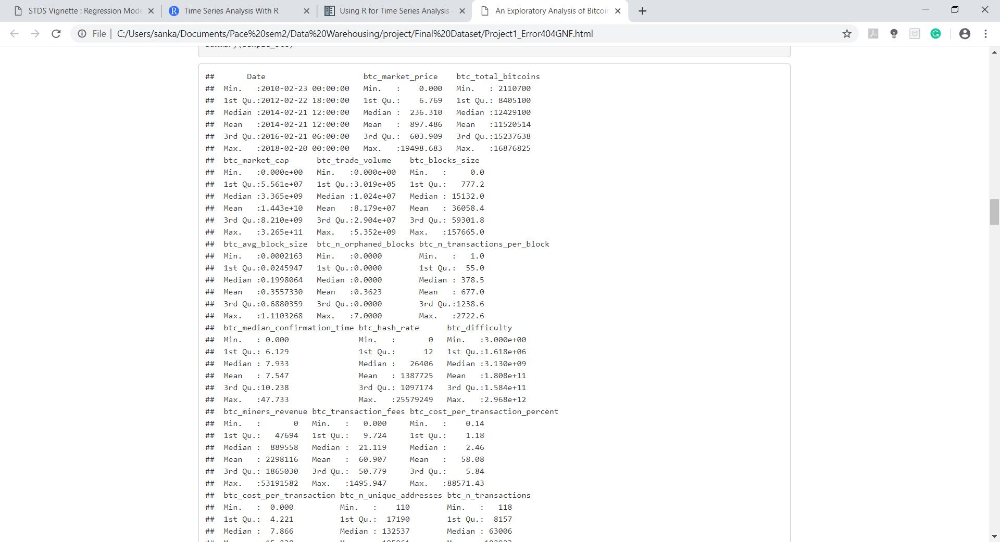 STDS Vignette : Regression Mode
Time Series Analysis With R
Using R for Time Series Analysis
An Exploratory Analysis of Bitcoi
File | C:/Users/sanka/Documents/Pace%20sem2/Data%20Warehousing/project/Final%20Dataset/Project1_Error404GNF.html
##       Date                     btc_market_price    btc_total_bitcoins
##  Min.   :2010-02-23 00:00:00   Min.   :    0.000   Min.   : 2110700
##  1st Qu.:2012-02-22 18:00:00   1st Qu.:    6.769   1st Qu.: 8405100
##  Median :2014-02-21 12:00:00   Median :  236.310   Median :12429100
##  Mean   :2014-02-21 12:00:00   Mean   :  897.486   Mean   :11520514
##  3rd Qu.:2016-02-21 06:00:00   3rd Qu.:  603.909   3rd Qu.:15237638
##  Max.   :2018-02-20 00:00:00   Max.   :19498.683   Max.   :16876825
##  btc_market_cap      btc_trade_volume    btc_blocks_size
##  Min.   :0.000e+00   Min.   :0.000e+00   Min.   :     0.0
##  1st Qu.:5.561e+07   1st Qu.:3.019e+05   1st Qu.:   777.2
##  Median :3.365e+09   Median :1.024e+07   Median : 15132.0
##  Mean   :1.443e+10   Mean   :8.179e+07   Mean   : 36058.4
##  3rd Qu.:8.210e+09   3rd Qu.:2.904e+07   3rd Qu.: 59301.8
##  Max.   :3.265e+11   Max.   :5.352e+09   Max.   :157665.0
##  btc_avg_block_size  btc_n_orphaned_blocks btc_n_transactions_per_block
##  Min.   :0.0002163   Min.   :0.0000        Min.   :   1.0
##  1st Qu.:0.0245947   1st Qu.:0.0000        1st Qu.:  55.0
##  Median :0.1998064   Median :0.0000        Median : 378.5
##  Mean   :0.3557330   Mean   :0.3623        Mean   : 677.0
##  3rd Qu.:0.6880359   3rd Qu.:0.0000        3rd Qu.:1238.6
##  Max.   :1.1103268   Max.   :7.0000        Max.   :2722.6
##  btc_median_confirmation_time btc_hash_rate      btc_difficulty
##  Min.   : 0.000               Min.   :       0   Min.   :3.000e+00
##  1st Qu.: 6.129               1st Qu.:      12   1st Qu.:1.618e+06
##  Median : 7.933               Median :   26406   Median :3.130e+09
##  Mean   : 7.547               Mean   : 1387725   Mean   :1.808e+11
##  3rd Qu.:10.238               3rd Qu.: 1097174   3rd Qu.:1.584e+11
##  Max.   :47.733               Max.   :25579249   Max.   :2.968e+12
##  btc_miners_revenue btc_transaction_fees btc_cost_per_transaction_percent
##  Min.   :       0   Min.   :   0.000     Min.   :    0.14
##  1st Qu.:   47694   1st Qu.:   9.724     1st Qu.:    1.18
##  Median :  889558   Median :  21.119     Median :    2.46
##  Mean   : 2298116   Mean   :  60.907     Mean   :   58.08
##  3rd Qu.: 1865030   3rd Qu.:  50.779     3rd Qu.:    5.84
##  Max.   :53191582   Max.   :1495.947     Max.   :88571.43
##  btc_cost_per_transaction btc_n_unique_addresses btc_n_transactions
##  Min.   :  0.000          Min.   :    110        Min.   :   118
##  1st Qu.:  4.221          1st Qu.:  17190        1st Qu.:  8157
##  Median :  7.866          Median : 132537        Median : 63006